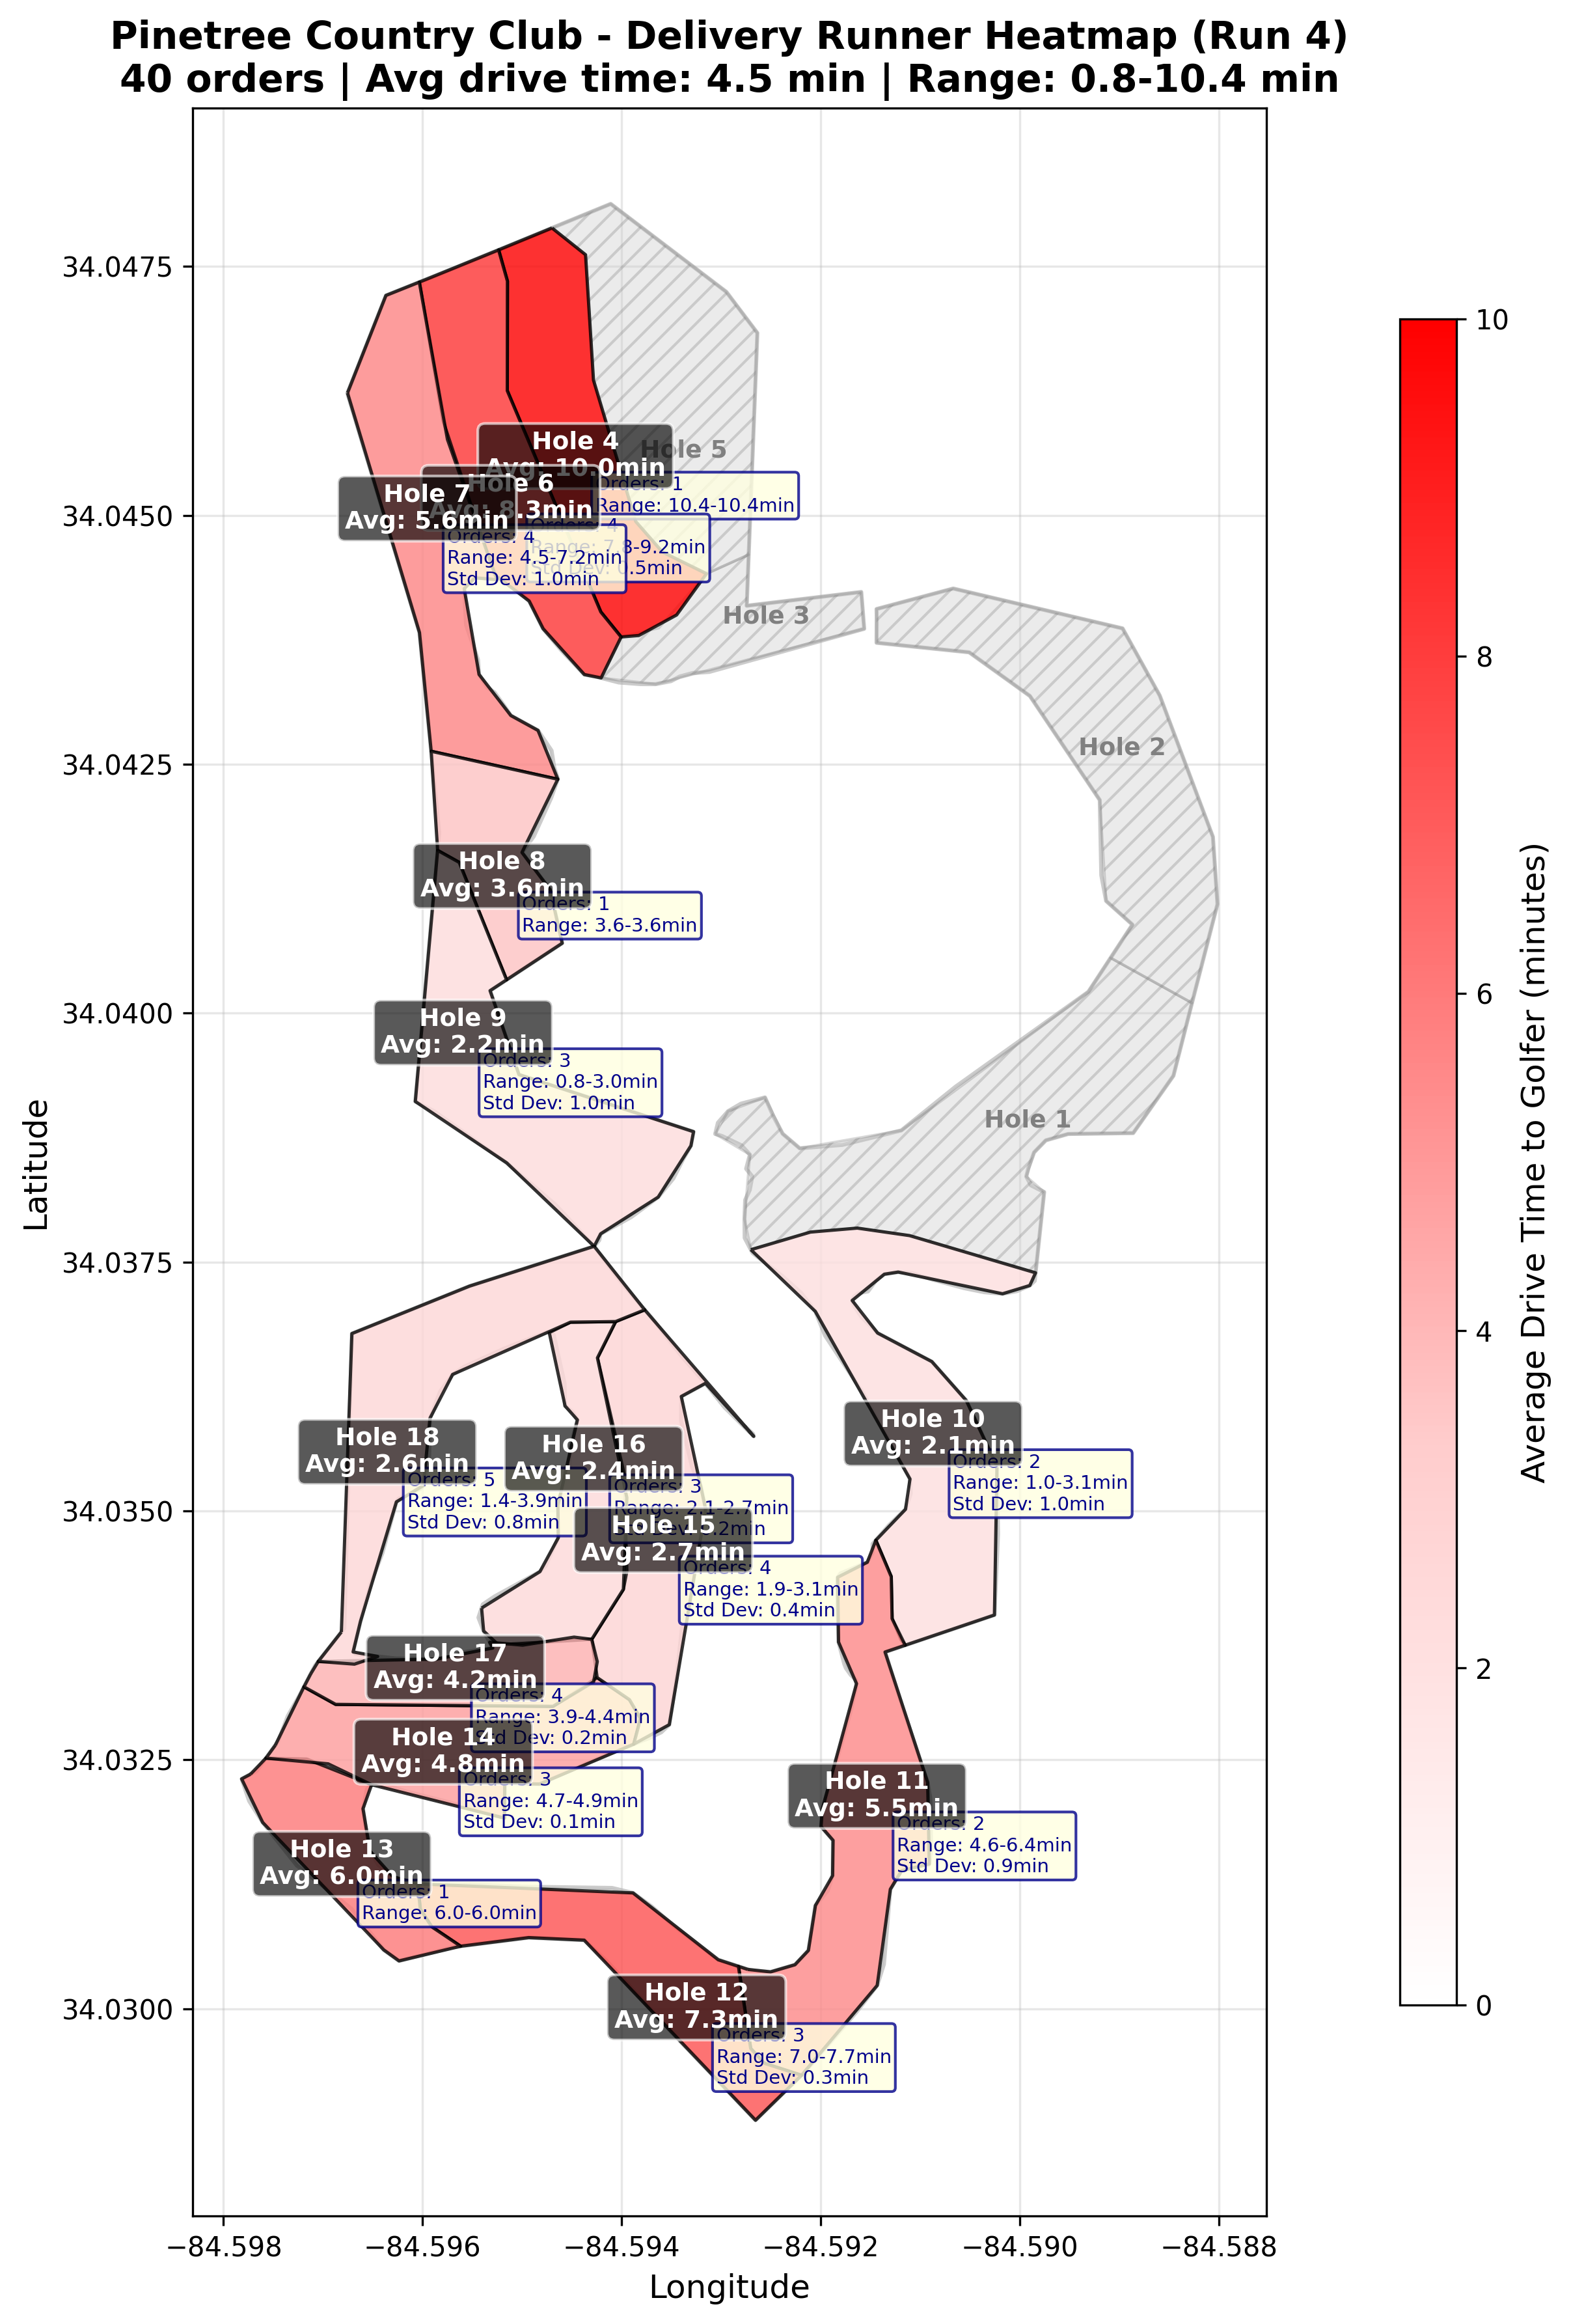 Pinetree Country Club - Delivery Runner Heatmap (Run 4)
40 orders | Avg drive time: 4.5 min | Range: 0.8-10.4 min
Hole 4
Avg: 10.0min
Hole 5
Orders: 1
Range: 10.4-10.4min
Hole 6
Avg: 8.3min
Orders: 4
Range: 7.8-9.2min
Std Dev: 0.5min
Hole 7
Avg: 5.6min
Orders: 4
Range: 4.5-7.2min
Std Dev: 1.0min
Hole 3
Hole 2
Hole 8
Avg: 3.6min
Orders: 1
Range: 3.6-3.6min
Hole 9
Avg: 2.2min
Orders: 3
Range: 0.8-3.0min
Std Dev: 1.0min
Hole 1
Hole 10
Avg: 2.1min
Orders: 2
Range: 1.0-3.1min
Std Dev: 1.0min
Hole 18
Avg: 2.6min
Orders: 5
Range: 1.4-3.9min
Std Dev: 0.8min
Hole 16
Avg: 2.4min
Orders: 3
Range: 2.1-2.7min
Std Dev: 0.2min
Hole 15
Avg: 2.7min
Orders: 4
Range: 1.9-3.1min
Std Dev: 0.4min
Hole 17
Avg: 4.2min
Orders: 4
Range: 3.9-4.4min
Std Dev: 0.2min
Hole 14
Avg: 4.8min
Orders: 3
Range: 4.7-4.9min
Std Dev: 0.1min
Hole 11
Avg: 5.5min
Orders: 2
Range: 4.6-6.4min
Std Dev: 0.9min
Hole 13
Avg: 6.0min
Orders: 1
Range: 6.0-6.0min
Hole 12
Avg: 7.3min
Orders: 3
Range: 7.0-7.7min
Std Dev: 0.3min
34.0475
34.0450
34.0425
34.0400
34.0375
34.0350
34.0325
34.0300
Latitude
−84.598
−84.596
−84.594
−84.592
−84.590
−84.588
Longitude
10
8
6
4
2
0
Average Drive Time to Golfer (minutes)